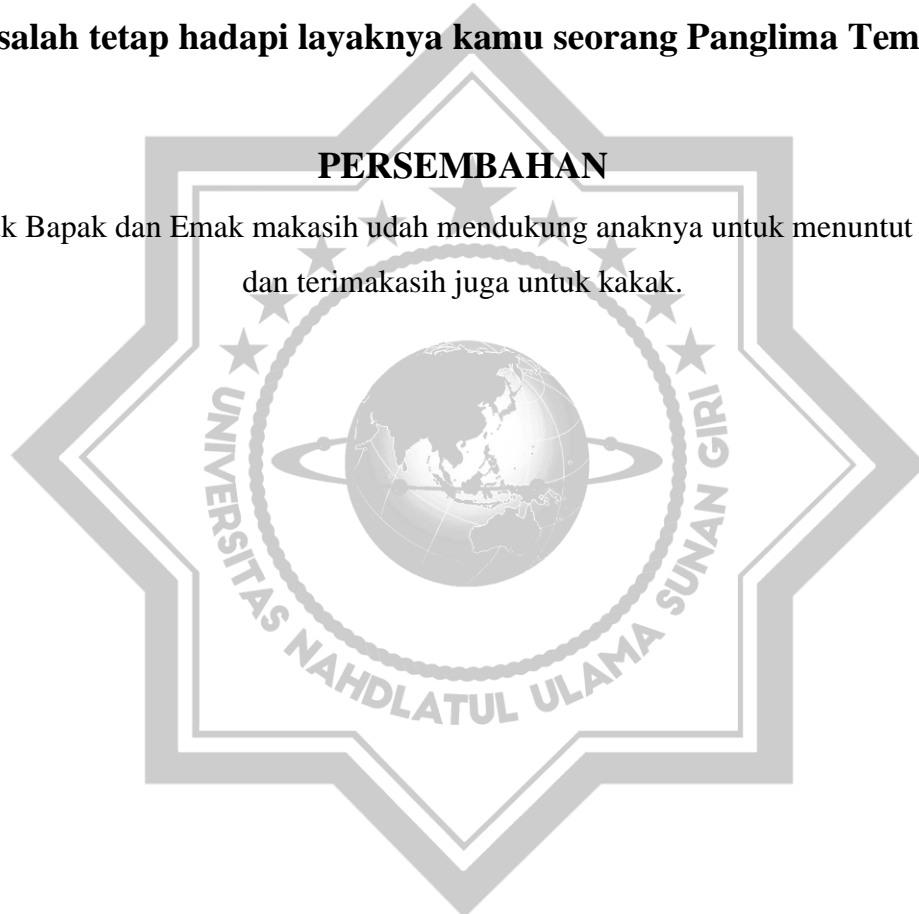 salah tetap hadapi layaknya kamu seorang Panglima Tem
PERSEMBAHAN
k Bapak dan Emak makasih udah mendukung anaknya untuk menuntut
dan terimakasih juga untuk kakak.
UNIVERSITAS NAHDLATUL ULAMA SUNAN GIRI